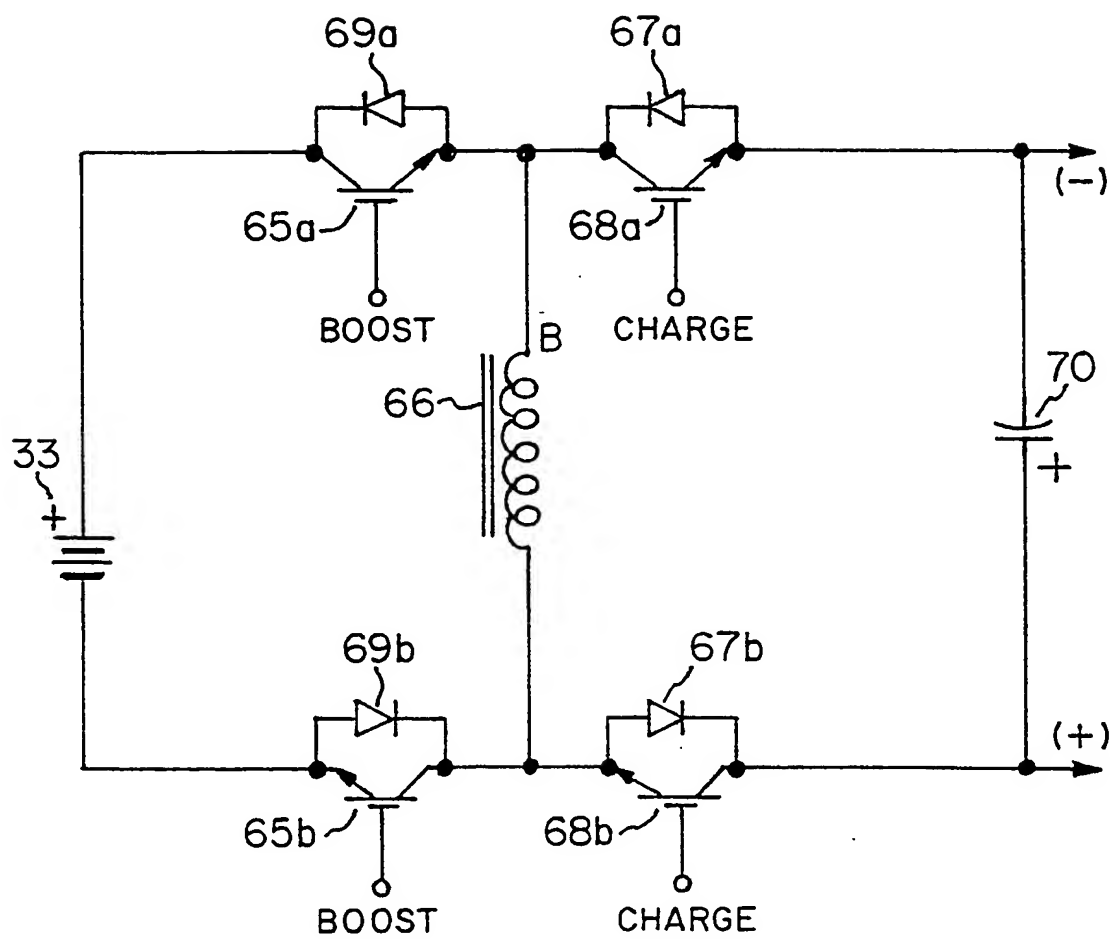 69a
67a
(-)
65a
68a
BOOST
CHARGE
B
66
70
+
33
+
69b
67b
(+)
65b
68b
BOOST
CHARGE